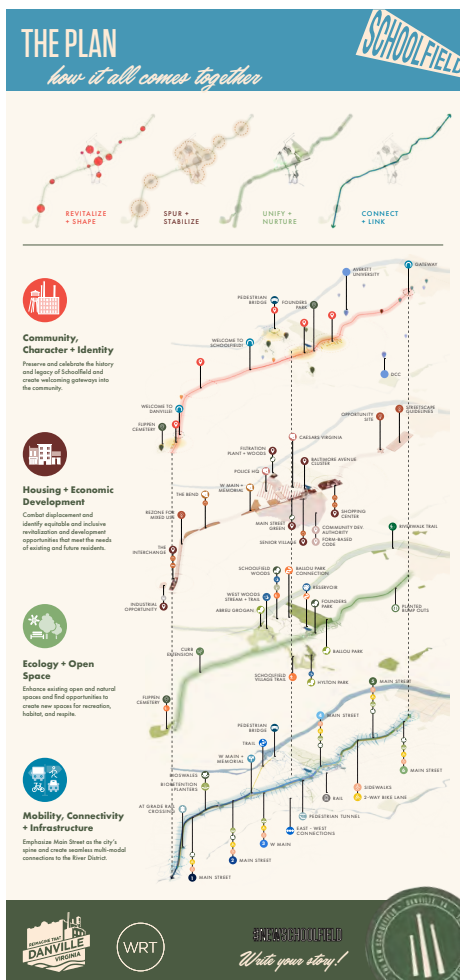 THE PLAN
how it all comes together
SCHOOLFIELD
REVITALIZE
+ SHAPE
SPUR +
STABILIZE
UNIFY +
NURTURE
CONNECT
+ LINK
Community,
Character + Identity
Preserve and celebrate the history
and legacy of Schoolfield and
create welcoming gateways into
the community.
GATEWAY
AVERETT
UNIVERSITY
PEDESTRIAN
BRIDGE
FOUNDERS
PARK
WELCOME TO
SCHOOLFIELD!
DCC
WELCOME TO
DANVILLE!
FLIPPEN
CEMETERY
Housing + Economic
Development
Combat displacement and
identify equitable and inclusive
revitalization and development
opportunities that meet the needs
of existing and future residents.
OPPORTUNITY
SITE
STREETSCAPE
GUIDELINES
CAESARS VIRGINIA
FILTRATION
PLANT + WOODS
BALTIMORE AVENUE
CLUSTER
POLICE HQ
W MAIN +
MEMORIAL
THE BEND
REZONE FOR
MIXED USE
MAIN STREET
GREEN
SHOPPING
CENTER
COMMUNITY DEV.
AUTHORITY
FORM-BASED
CODE
SENIOR VILLAGE
THE
INTERCHANGE
INDUSTRIAL
OPPORTUNITY
Ecology + Open
Space
Enhance existing open and natural
spaces and find opportunities to
create new spaces for recreation,
habitat, and respite.
RIVERWALK TRAIL
SCHOOLFIELD
WOODS
BALLOU PARK
CONNECTION
RESERVOIR
WEST WOODS
STREAM + TRAIL
ABREU GROGAN
FOUNDERS
PARK
PLANTED
BUMP OUTS
CURB
EXTENSION
BALLOU PARK
SCHOOLFIELD
VILLAGE TRAIL
HYLTON PARK
FLIPPEN
CEMETERY
Mobility, Connectivity
+ Infrastructure
Emphasize Main Street as the city's
spine and create seamless multi-modal
connections to the River District.
MAIN STREET
MAIN STREET
PEDESTRIAN
BRIDGE
TRAIL
W MAIN +
MEMORIAL
BIOSWALES
BIORETENTION
PLANTERS
AT GRADE RAIL
CROSSING
MAIN STREET
SIDEWALKS
2-WAY BIKE LANE
RAIL
PEDESTRIAN TUNNEL
EAST - WEST
CONNECTIONS
W MAIN
MAIN STREET
MAIN STREET
REIMAGINE THAT
DANVILLE
VIRGINIA
WRT
#NEWSCHOOLFIELD
Write your story!